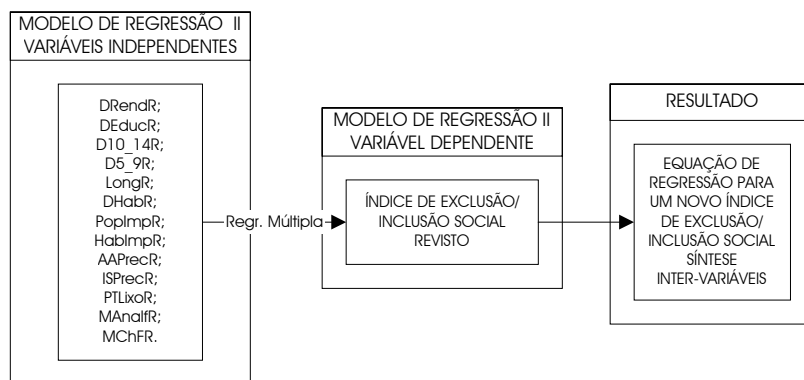 MODELO DE REGRESSÃO II
VARIÁVEIS INDEPENDENTES
DRendR;
DEducR;
D10_14R;
D5_9R;
LongR;
DHabR;
PopImpR;
HabImpR;
AAPrecR;
ISPrecR;
PTLixoR;
MAnalfR;
MChFR.
Regr. Múltipla
MODELO DE REGRESSÃO II
VARIÁVEL DEPENDENTE
ÍNDICE DE EXCLUSÃO/
INCLUSÃO SOCIAL
REVISTO
RESULTADO
EQUAÇÃO DE
REGRESSÃO PARA
UM NOVO ÍNDICE
DE EXCLUSÃO/
INCLUSÃO SOCIAL
SÍNTESE
INTER-VARIÁVEIS